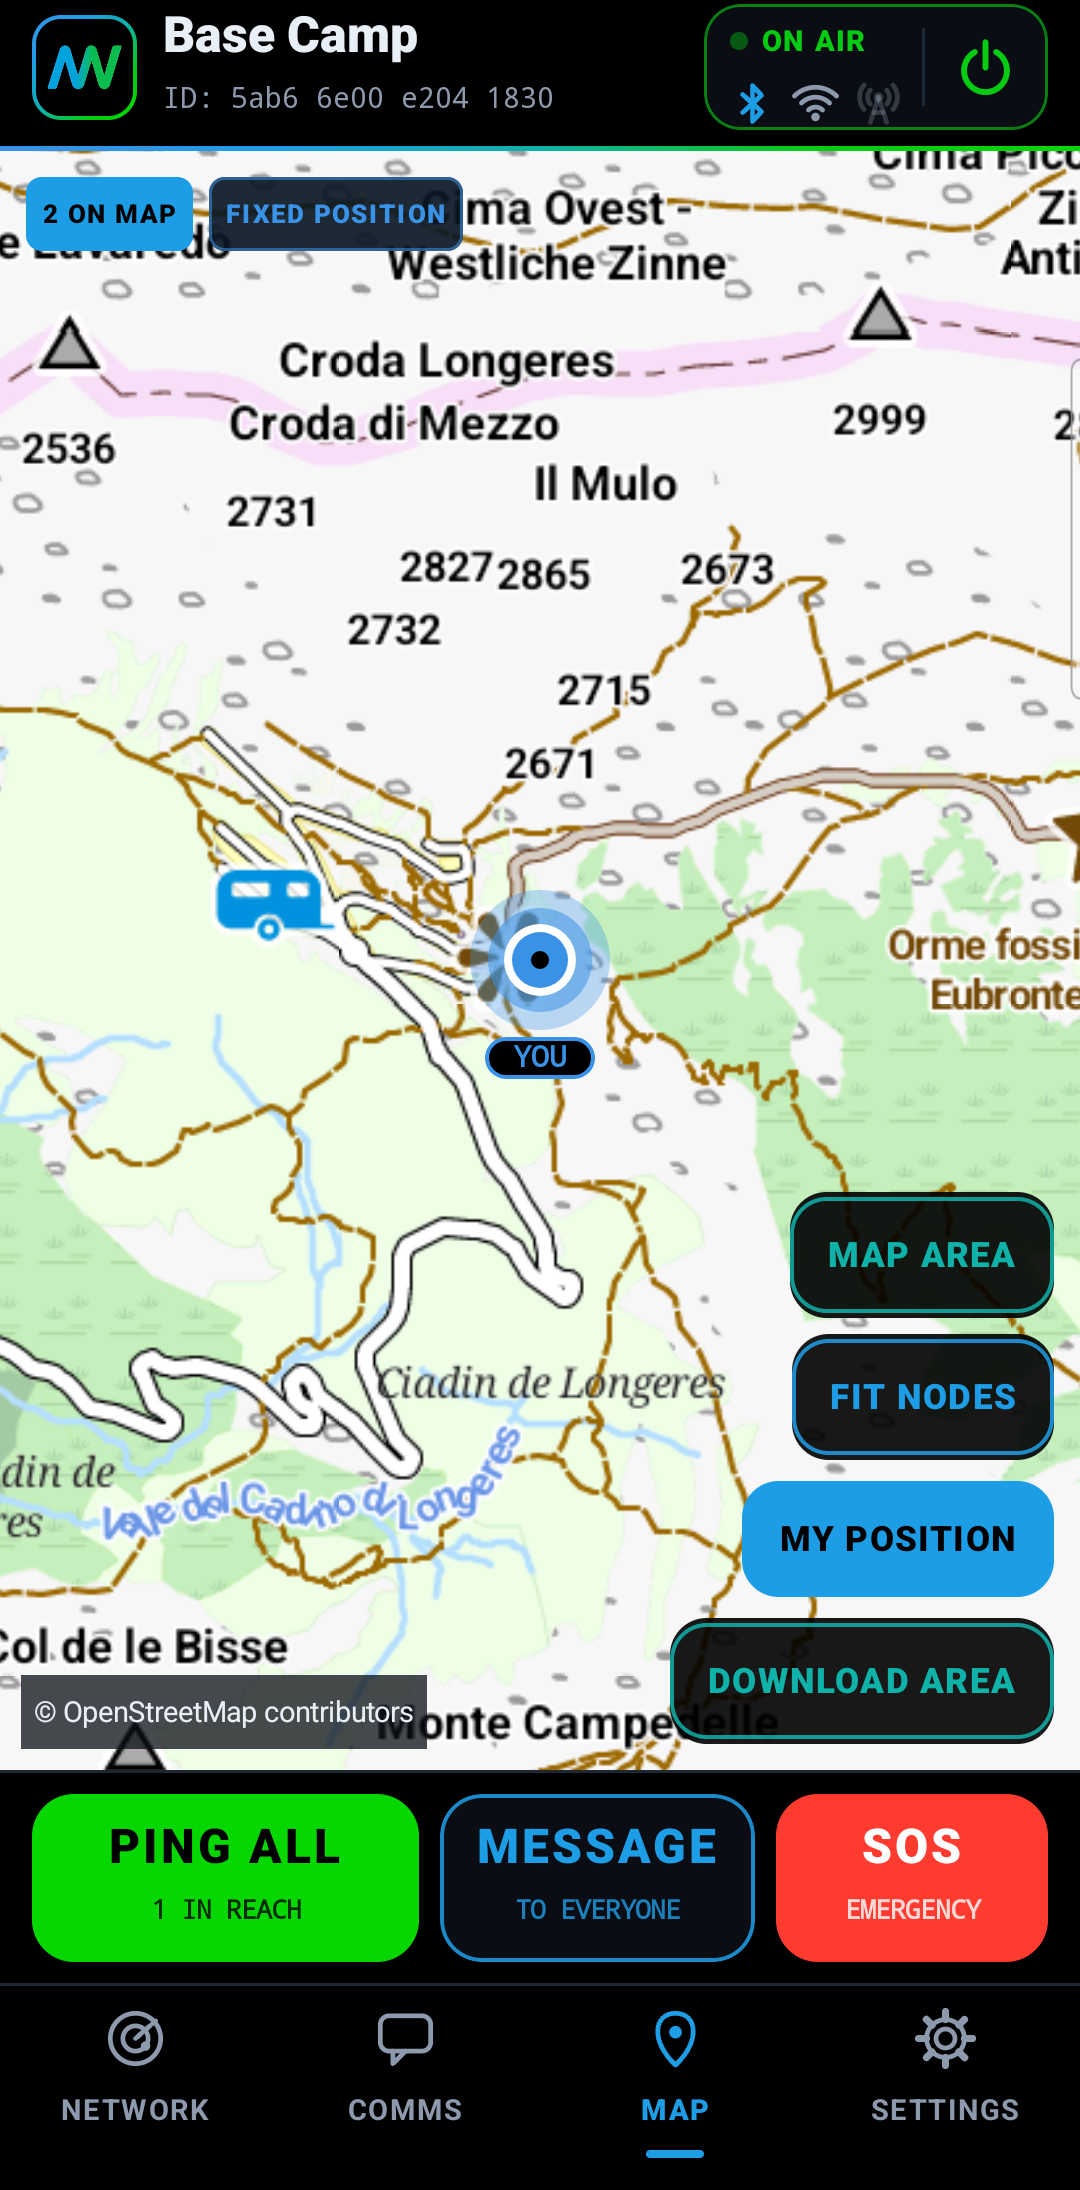 Base Camp
ID: 5ab6 6e00 e204 1830
ON AIR
2 ON MAP
FIXED POSITION
Cima Ovest -
Westliche Zinne
Croda Longeres
Croda di Mezzo
2999
2536
Il Mulo
2731
2827
2865
2673
2732
2715
2671
YOU
Orme fossi
Eubronte
MAP AREA
FIT NODES
Ciadin de Longeres
MY POSITION
Col de le Bisse
DOWNLOAD AREA
© OpenStreetMap contributors
Monte Campedelle
PING ALL
1 IN REACH
MESSAGE
TO EVERYONE
SOS
EMERGENCY
NETWORK
COMMS
MAP
SETTINGS